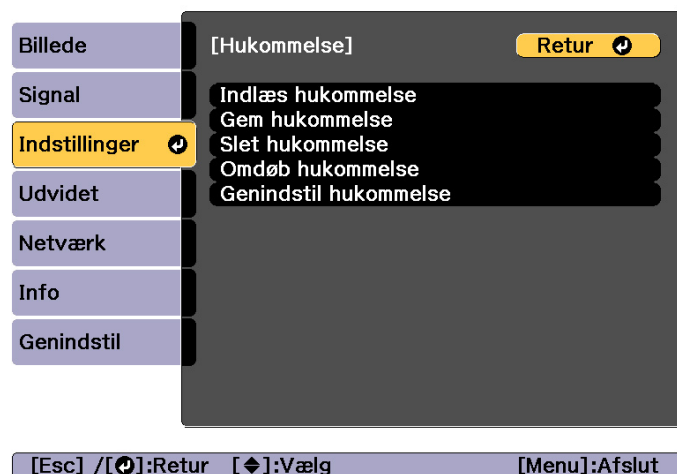 Billede
Signal
Indstillinger
Udvidet
Netværk
Info
Genindstil
[Hukommelse]
Retur
Indlæs hukommelse
Gem hukommelse
Slet hukommelse
Omdøb hukommelse
Genindstil hukommelse
[Esc] /[⏎]:Retur [◆]:Vælg [Menu]:Afslut